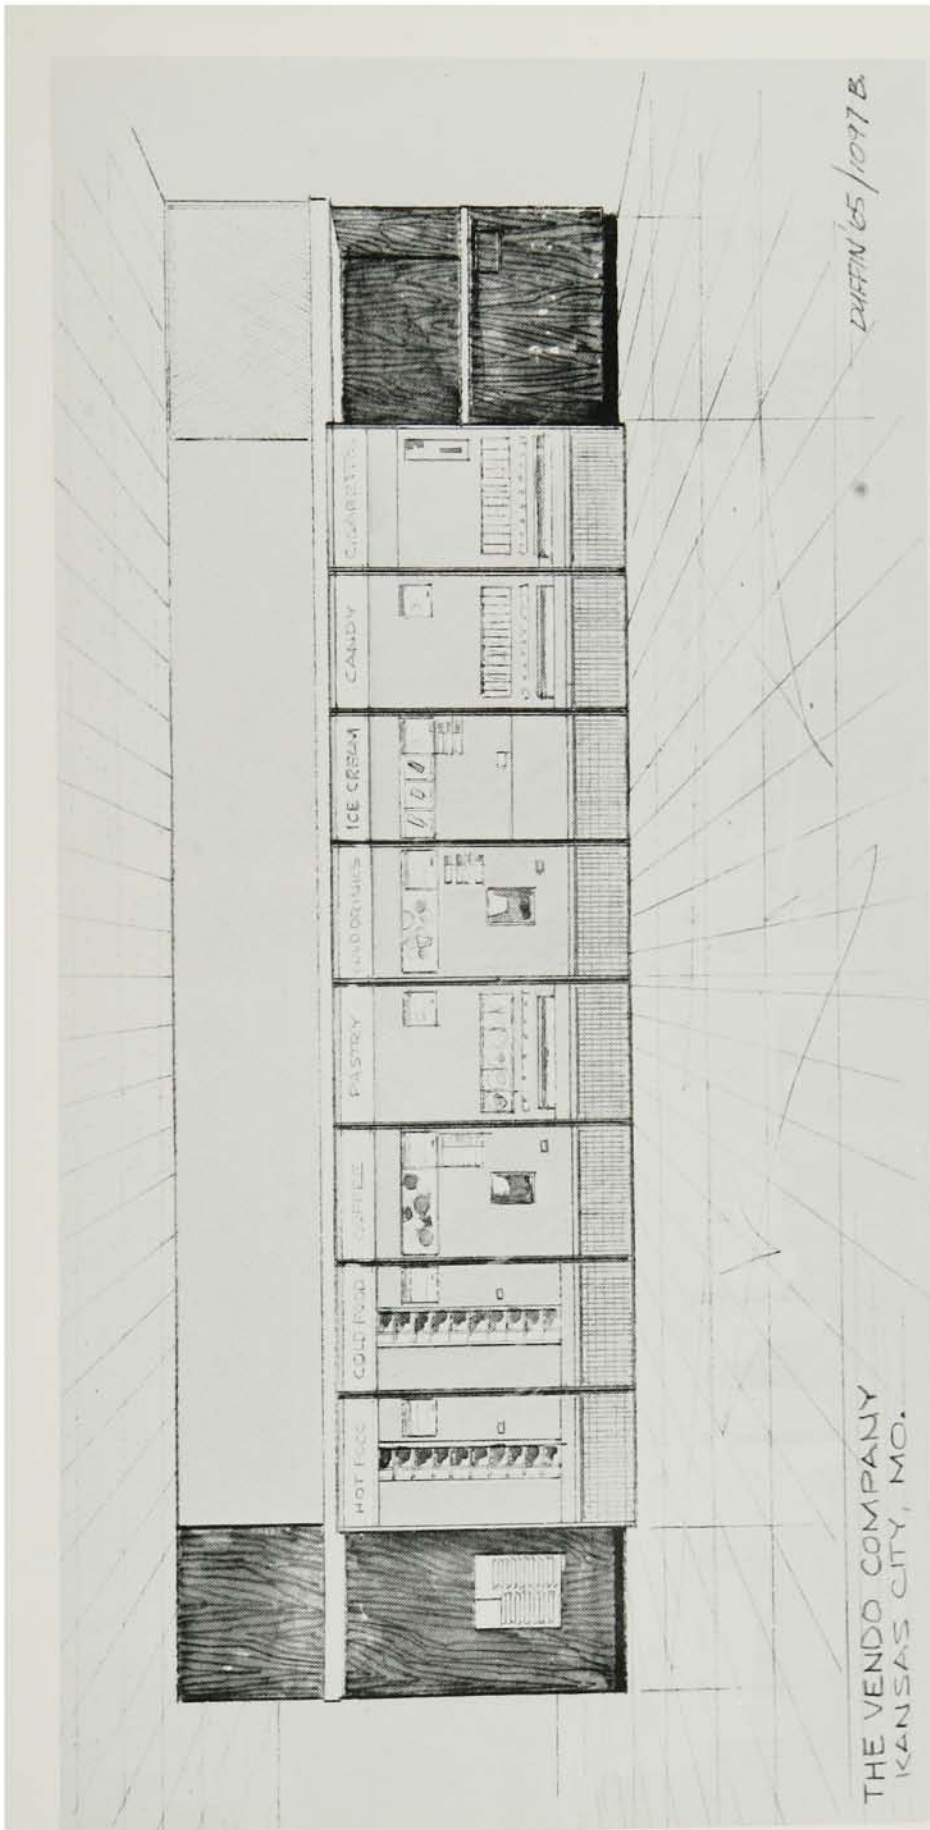 HOT FOOD
COLD FOOD
COFFEE
PASTRY
COLD DRINKS
ICE CREAM
CANDY
CIGARETTES
THE VENDO COMPANY
KANSAS CITY, MO.
DUFFIN '65/1097 B.